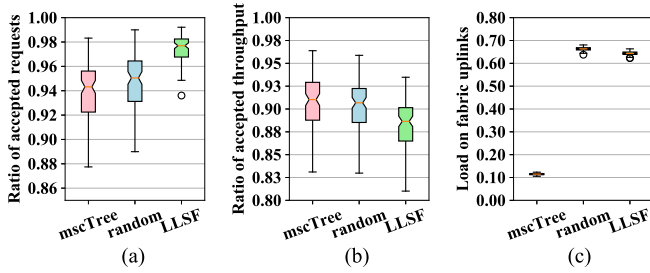 Ratio of accepted requests
1.00
0.98
0.96
0.94
0.92
0.90
0.88
0.86
mscTree random LLSF
(a)
Ratio of accepted throughput
1.00
0.98
0.95
0.93
0.90
0.88
0.85
0.83
0.80
mscTree random LLSF
(b)
Load on fabric uplinks
0.80
0.70
0.60
0.50
0.40
0.30
0.20
0.10
0.00
mscTree random LLSF
(c)